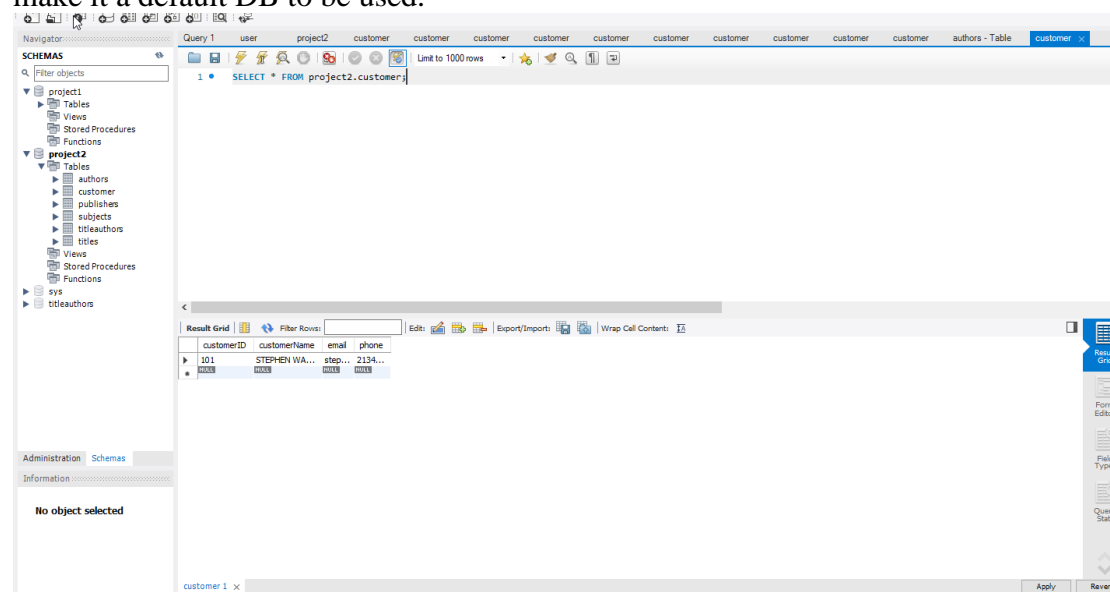 make it a default DB to be used.
Navigator
Query 1 user project2 customer customer customer customer customer customer customer customer customer customer authors - Table customer
SCHEMAS
Limit to 1000 rows
Filter objects
1 SELECT * FROM project2.customer;
project1
Tables
Views
Stored Procedures
Functions
project2
Tables
authors
customer
publishers
subjects
titleauthors
titles
Views
Stored Procedures
Functions
sys
titleauthors
Result Grid Filter Rows: Edit: Export/Import: Wrap Cell Content:
customerID customerName email phone
101 STEPHEN WA... step... 2134...
NULL NULL NULL NULL
Administration Schemas
Information
No object selected
customer 1
Apply